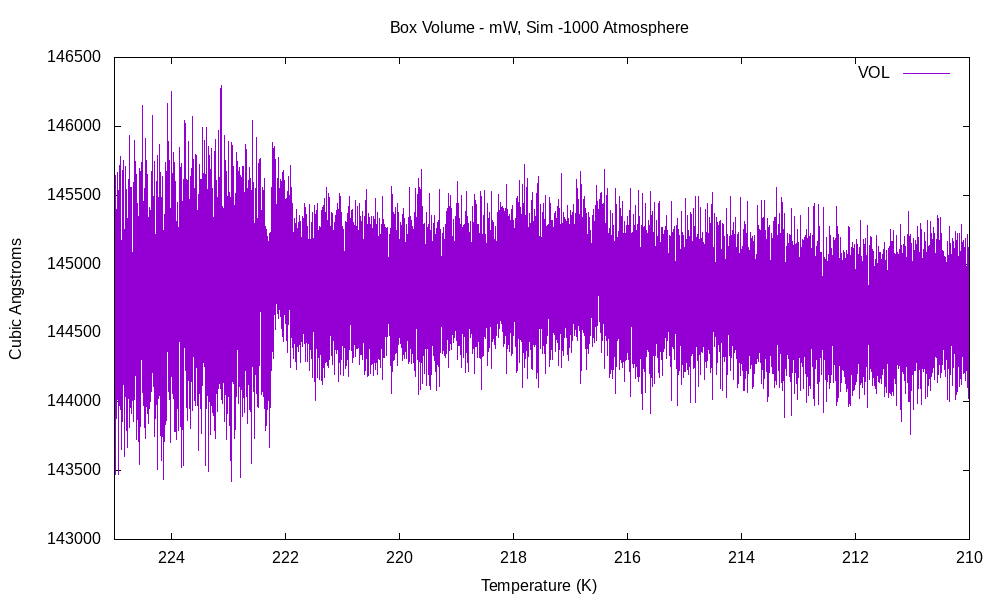 Box Volume - mW, Sim -1000 Atmosphere
VOL
146500
146000
145500
145000
144500
144000
143500
143000
Cubic Angstroms
224 222 220 218 216 214 212 210
Temperature (K)